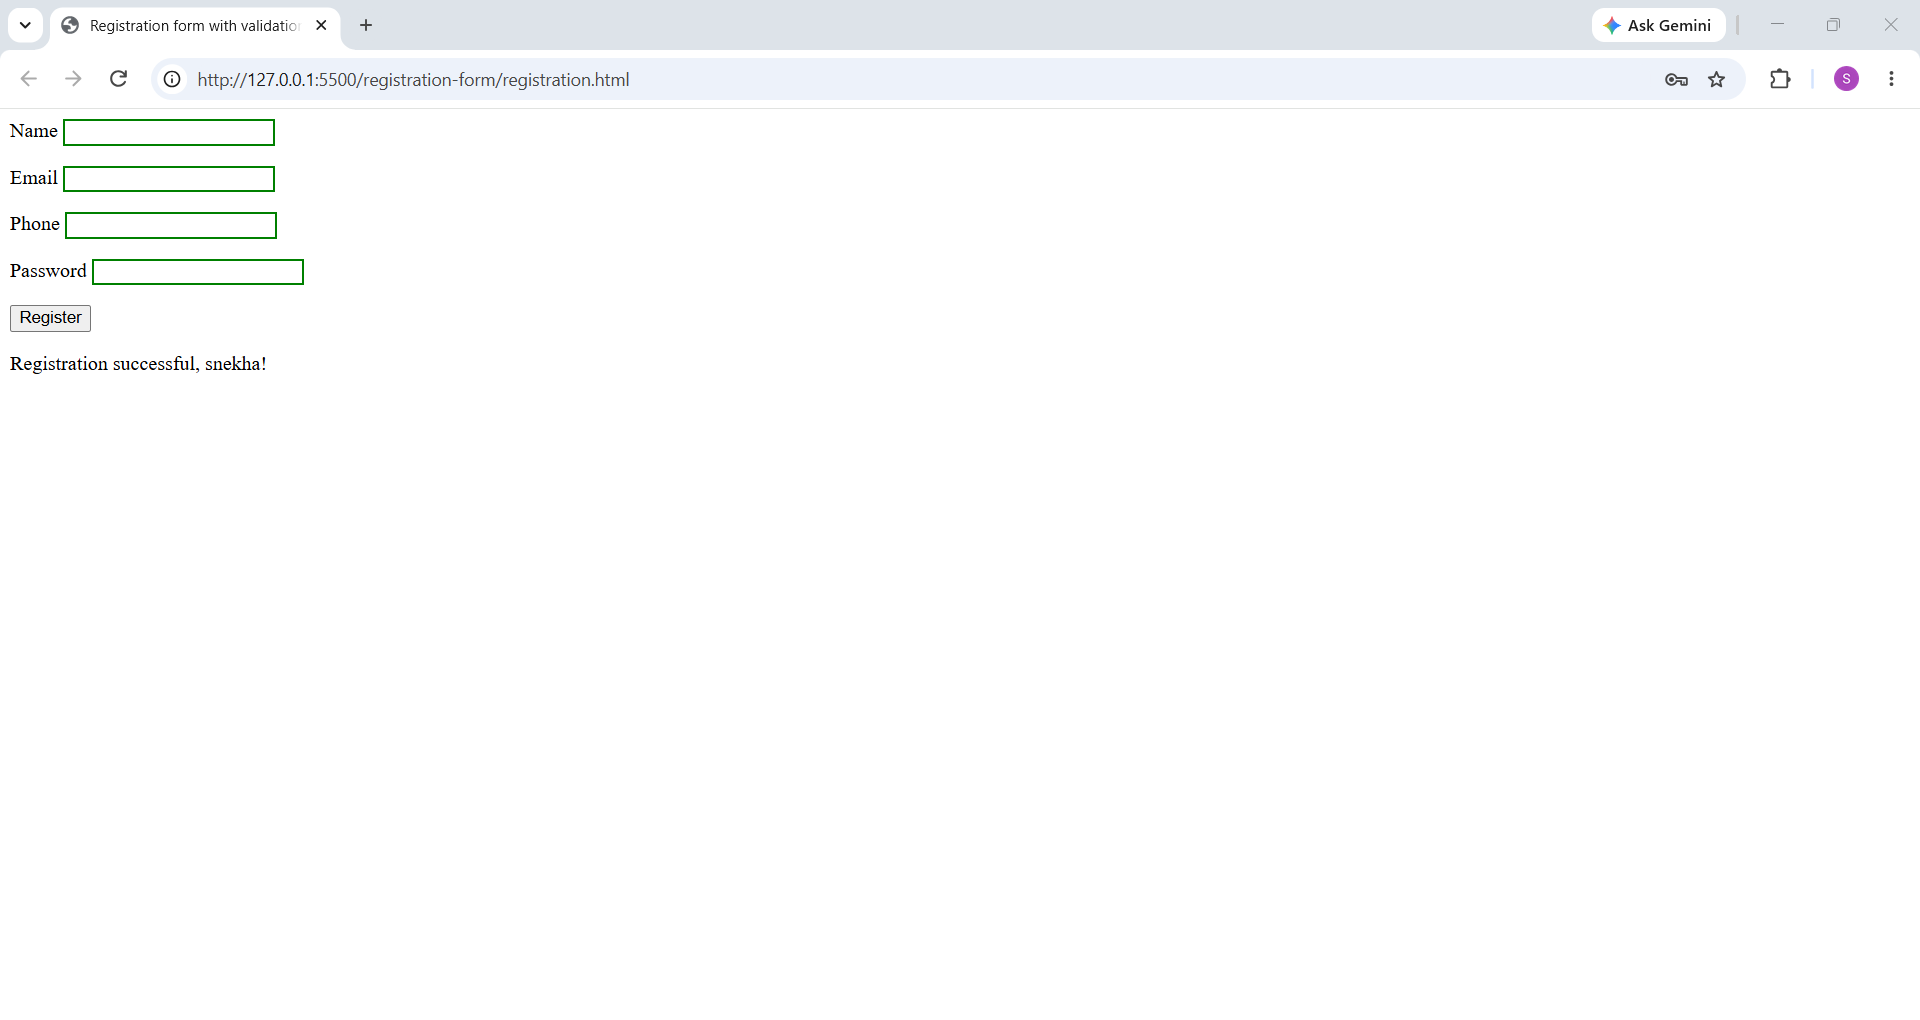 Registration form with validatio
Ask Gemini
http://127.0.0.1:5500/registration-form/registration.html
S
Name
Email
Phone
Password
Register
Registration successful, snekha!